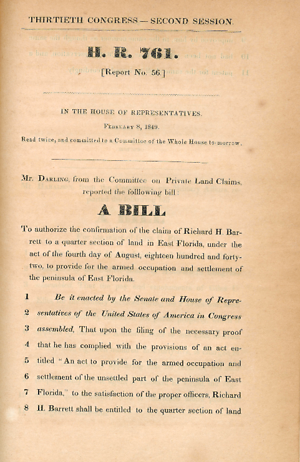 THIRTIETH CONGRESS—SECOND SESSION.
H. R. 761.
[Report No. 56.]
IN THE HOUSE OF REPRESENTATIVES.
FEBRUARY 8, 1849.
Read twice, and committed to a Committee of the Whole House to-morrow.
Mr. DARLING, from the Committee on Private Land Claims,
reported the folllowing bill.
A BILL
To authorize the confirmation of the claim of Richard H. Bar-
rett to a quarter section of land in East Florida, under the
act of the fourth day of August, eighteen hundred and forty-
two, to provide for the armed occupation and settlement of
the peninsula of East Florida.
1 Be it enacted by the Senate and House of Repre-
2 sentatives of the United States of America in Congress
3 assembled, That upon the filing of the necessary proof
4 that he has complied with the provisions of an act en-
5 titled "An act to provide for the armed occupation and
6 settlement of the unsettled part of the peninsula of East
7 Florida," to the satisfaction of the proper officers, Richard
8 H. Barrett shall be entitled to the quarter section of land